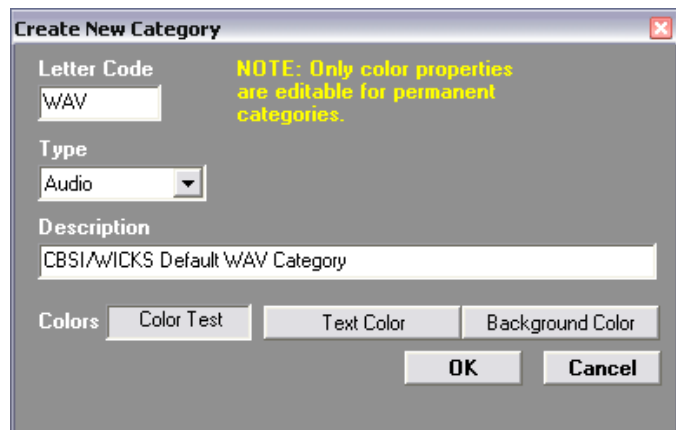 Create New Category
Letter Code
NOTE: Only color properties
are editable for permanent
categories.
WAV
Type
Audio
Description
CBSI/WICKS Default WAV Category
Colors Color Test Text Color Background Color
OK Cancel